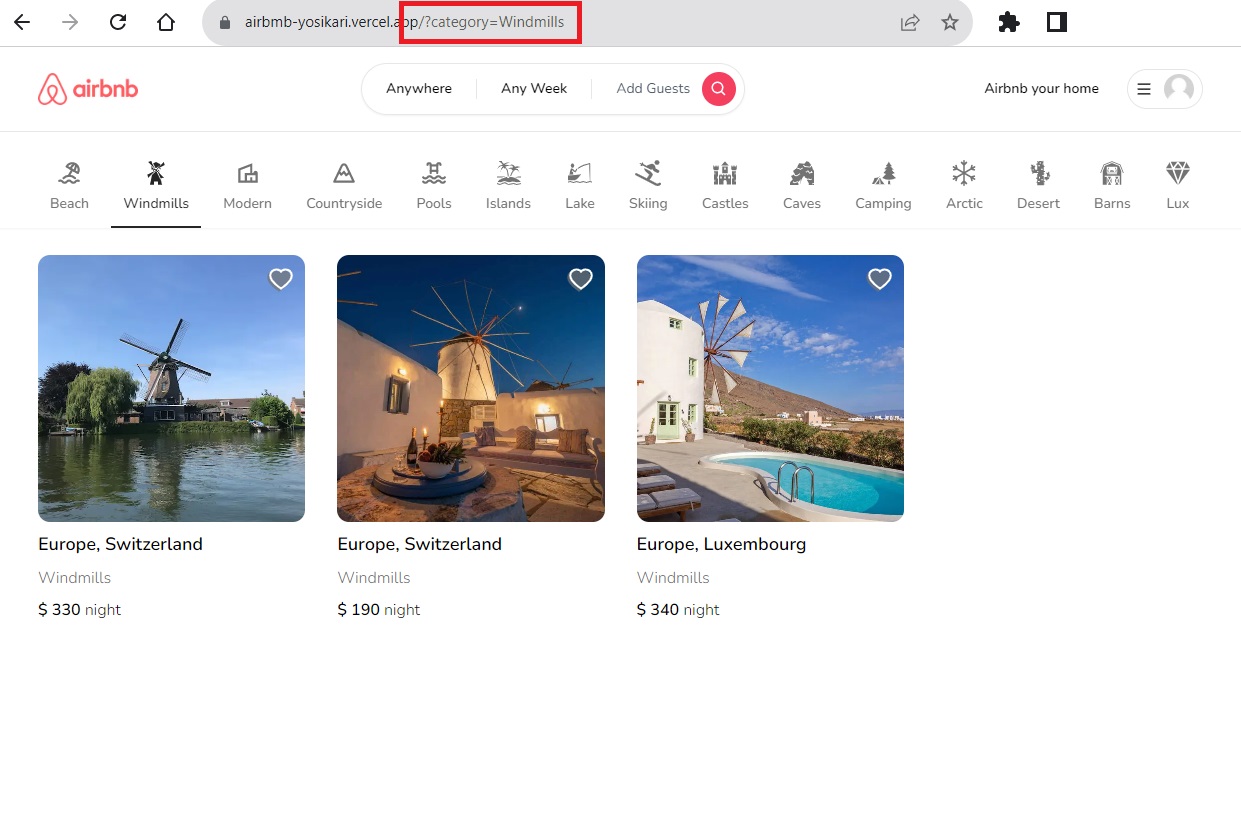 airbmb-yosikari.vercel.app/?category=Windmills
airbnb
Anywhere Any Week Add Guests
Airbnb your home
Beach Windmills Modern Countryside Pools Islands Lake Skiing Castles Caves Camping Arctic Desert Barns Lux
Europe, Switzerland Europe, Switzerland Europe, Luxembourg
Windmills Windmills Windmills
$ 330 night $ 190 night $ 340 night